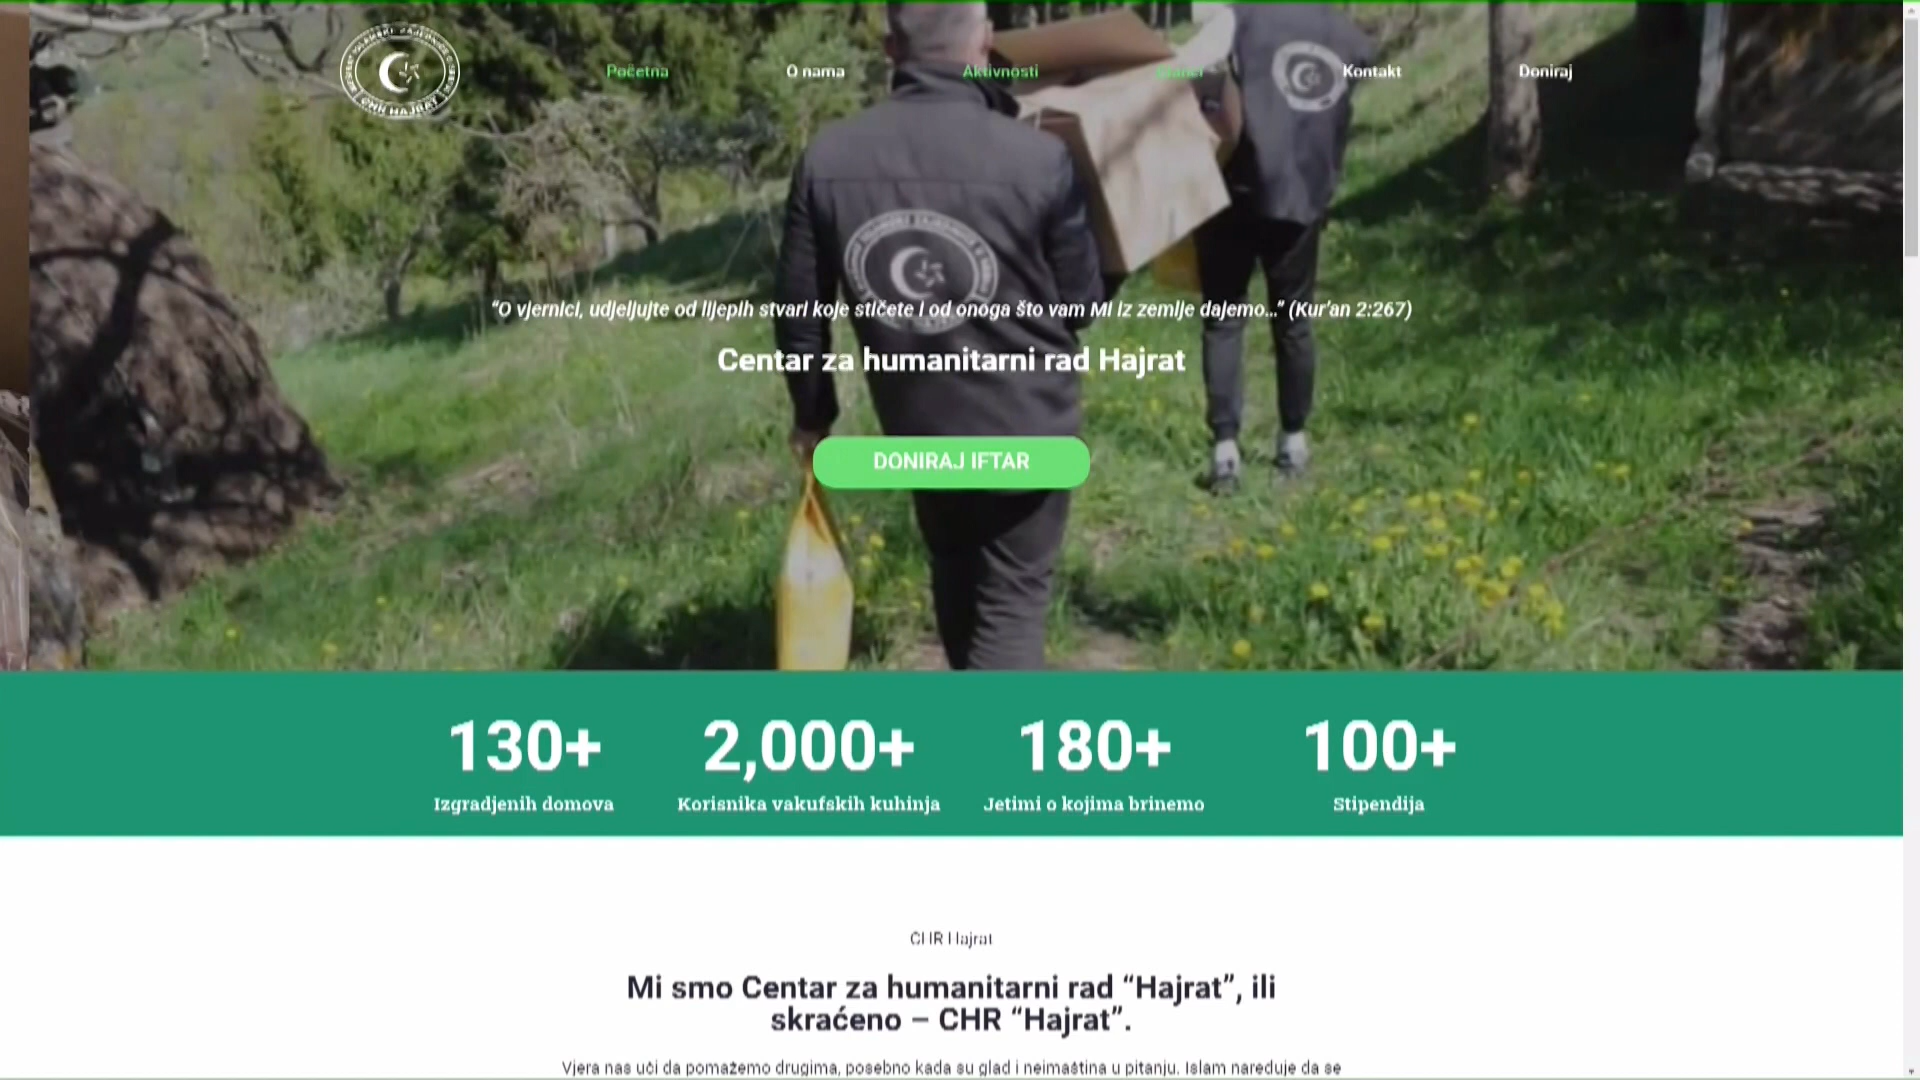 Početna
O nama
Aktivnosti
Članci
Kontakt
Doniraj
CHR HAJRAT
“O vjernici, udjeljujte od lijepih stvari koje stičete i od onoga što vam Mi iz zemlje dajemo...” (Kur’an 2:267)
Centar za humanitarni rad Hajrat
DONIRAJ IFTAR
130+
Izgradjenih domova
2,000+
Korisnika vakufskih kuhinja
180+
Jetimi o kojima brinemo
100+
Stipendija
CHR Hajrat
Mi smo Centar za humanitarni rad “Hajrat”, ili
skraćeno – CHR “Hajrat”.
Vjera nas uči da pomažemo drugima, posebno kada su glad i neimaština u pitanju. Islam naređuje da se